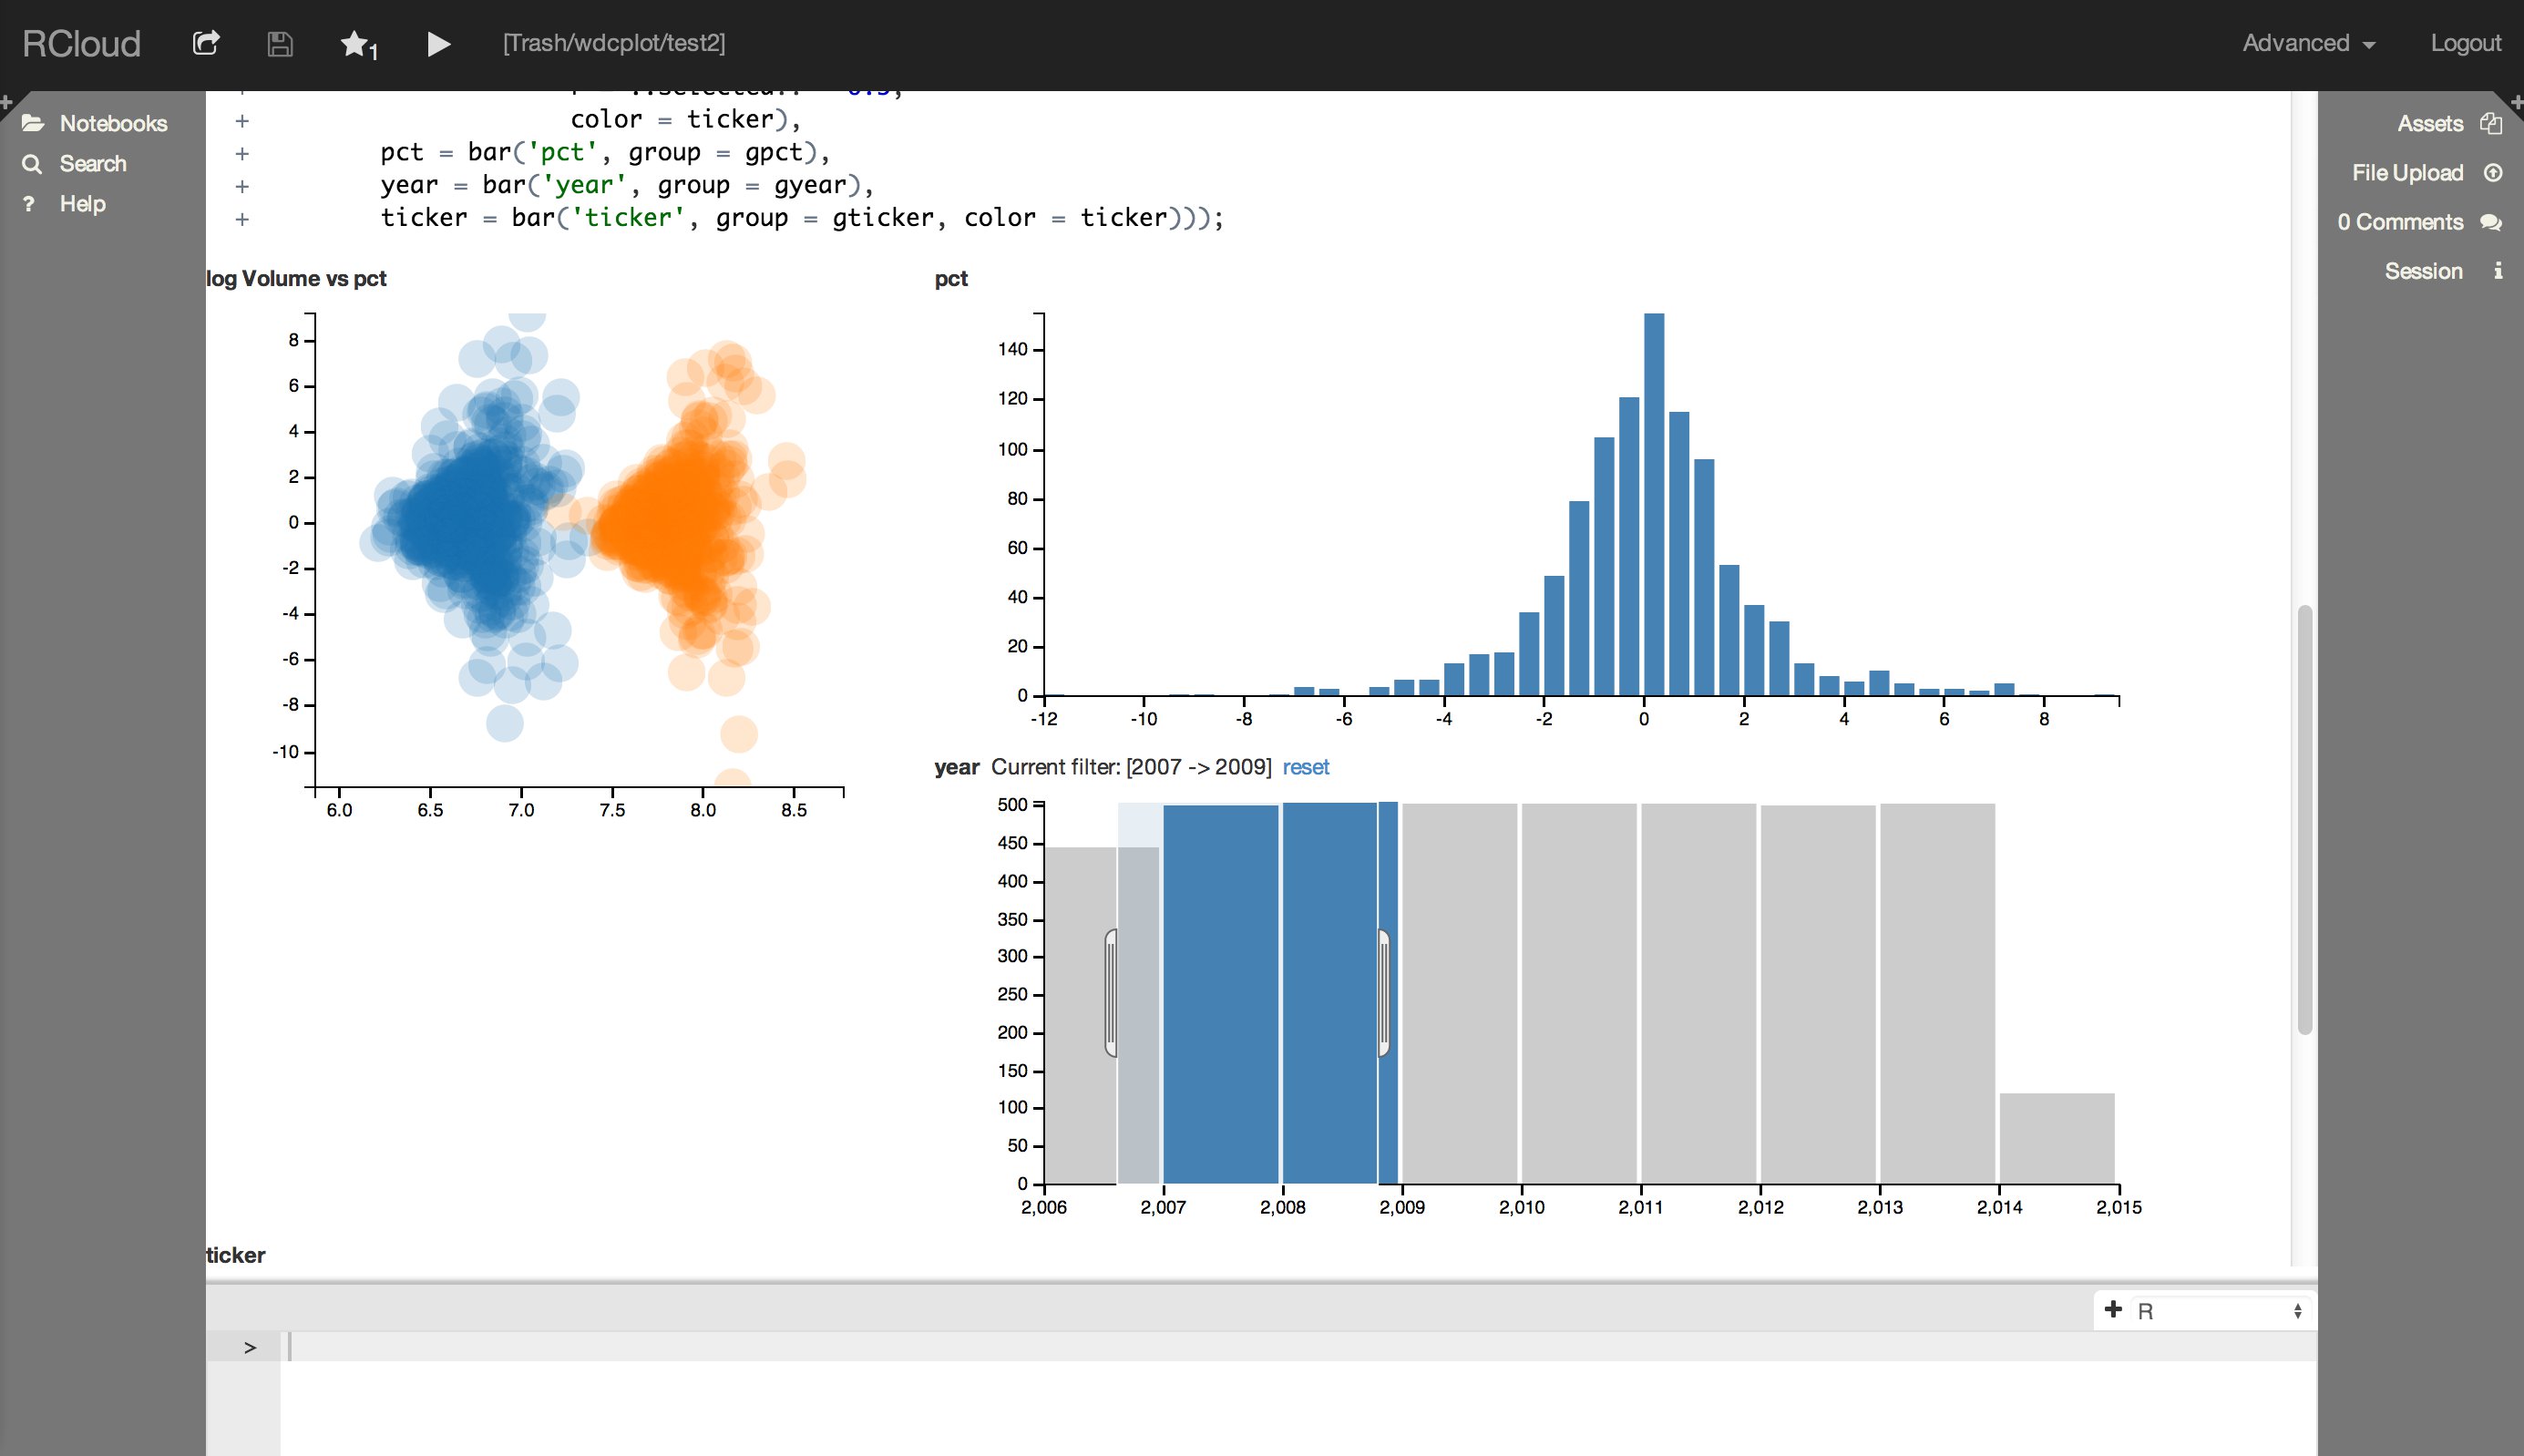 RCloud
1
[Trash/wdcplot/test2]
Advanced
Logout
Notebooks
Search
? Help
Assets
File Upload
0 Comments
Session i
+ color = ticker),
+ pct = bar('pct', group = gpct),
+ year = bar('year', group = gyear),
+ ticker = bar('ticker', group = gticker, color = ticker)));
log Volume vs pct
8
6
4
2
0
-2
-4
-6
-8
-10
6.0 6.5 7.0 7.5 8.0 8.5
pct
140
120
100
80
60
40
20
0
-12 -10 -8 -6 -4 -2 0 2 4 6 8
year Current filter: [2007 -> 2009] reset
500
450
400
350
300
250
200
150
100
50
0
2,006 2,007 2,008 2,009 2,010 2,011 2,012 2,013 2,014 2,015
ticker
+ R
>